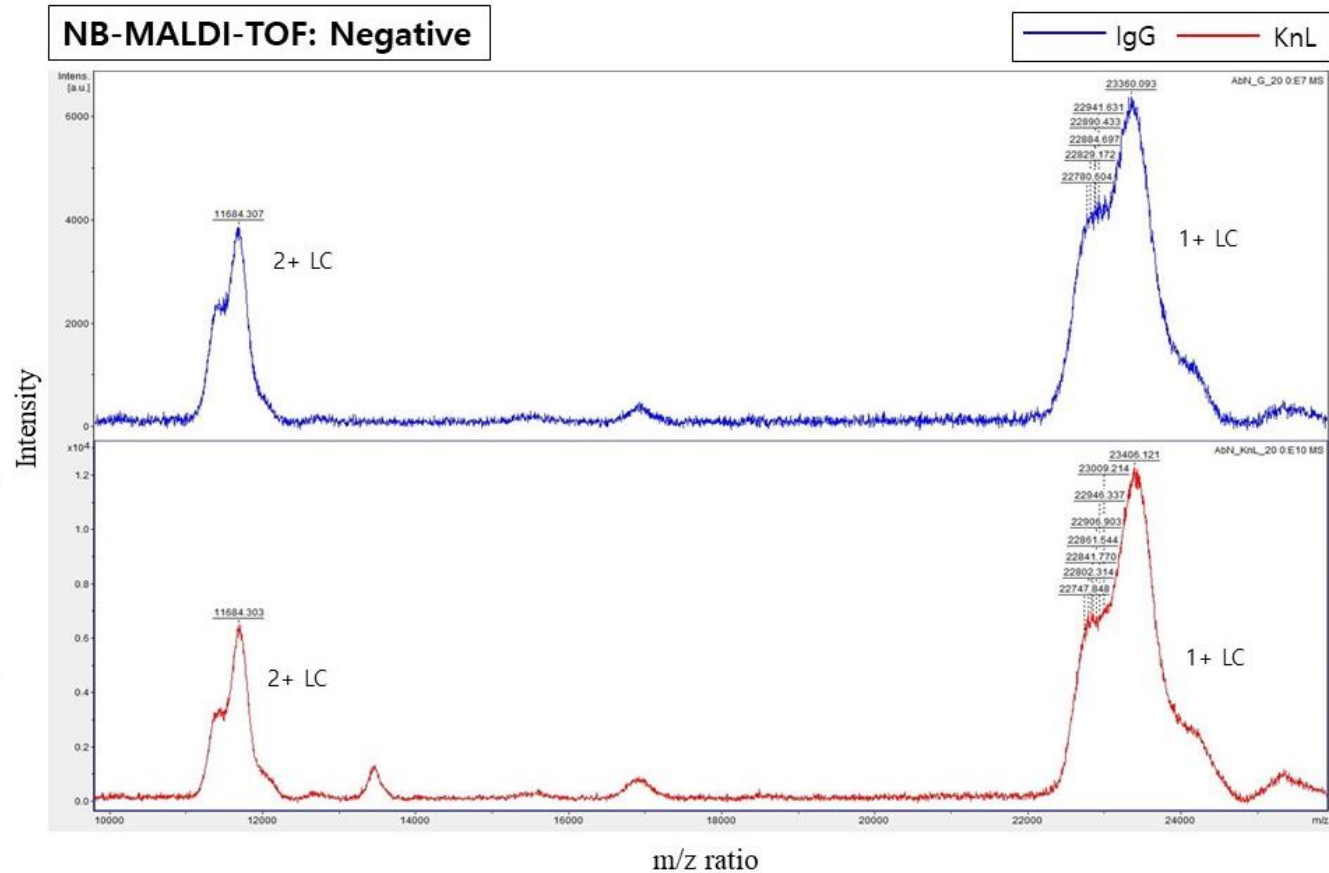 NB-MALDI-TOF: Negative
IgG
KnL
Intens.
[a.u.]
AbN_G_20 0:E7 MS
23360.093
22941.631
22890.433
22884.697
22829.172
22780.604
6000
4000
2000
0
11684.307
2+ LC
1+ LC
Intensity
x10⁴
AbN_KnL_20 0:E10 MS
23406.121
23009.214
22946.337
22906.903
22861.544
22841.770
22802.314
22747.848
1.2
1.0
0.8
0.6
0.4
0.2
0.0
11684.303
2+ LC
1+ LC
10000 12000 14000 16000 18000 20000 22000 24000 m/z
m/z ratio